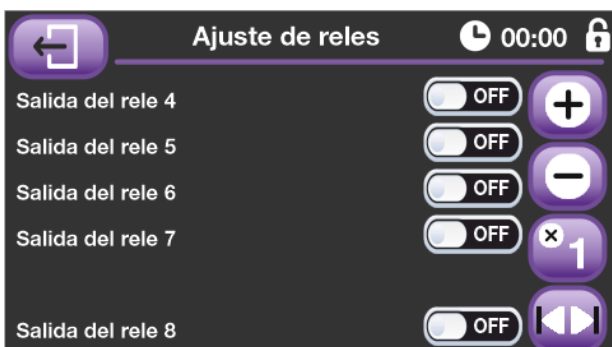 Ajuste de reles 00:00
Salida del rele 4 OFF
Salida del rele 5 OFF
Salida del rele 6 OFF
Salida del rele 7 OFF
×1
Salida del rele 8 OFF